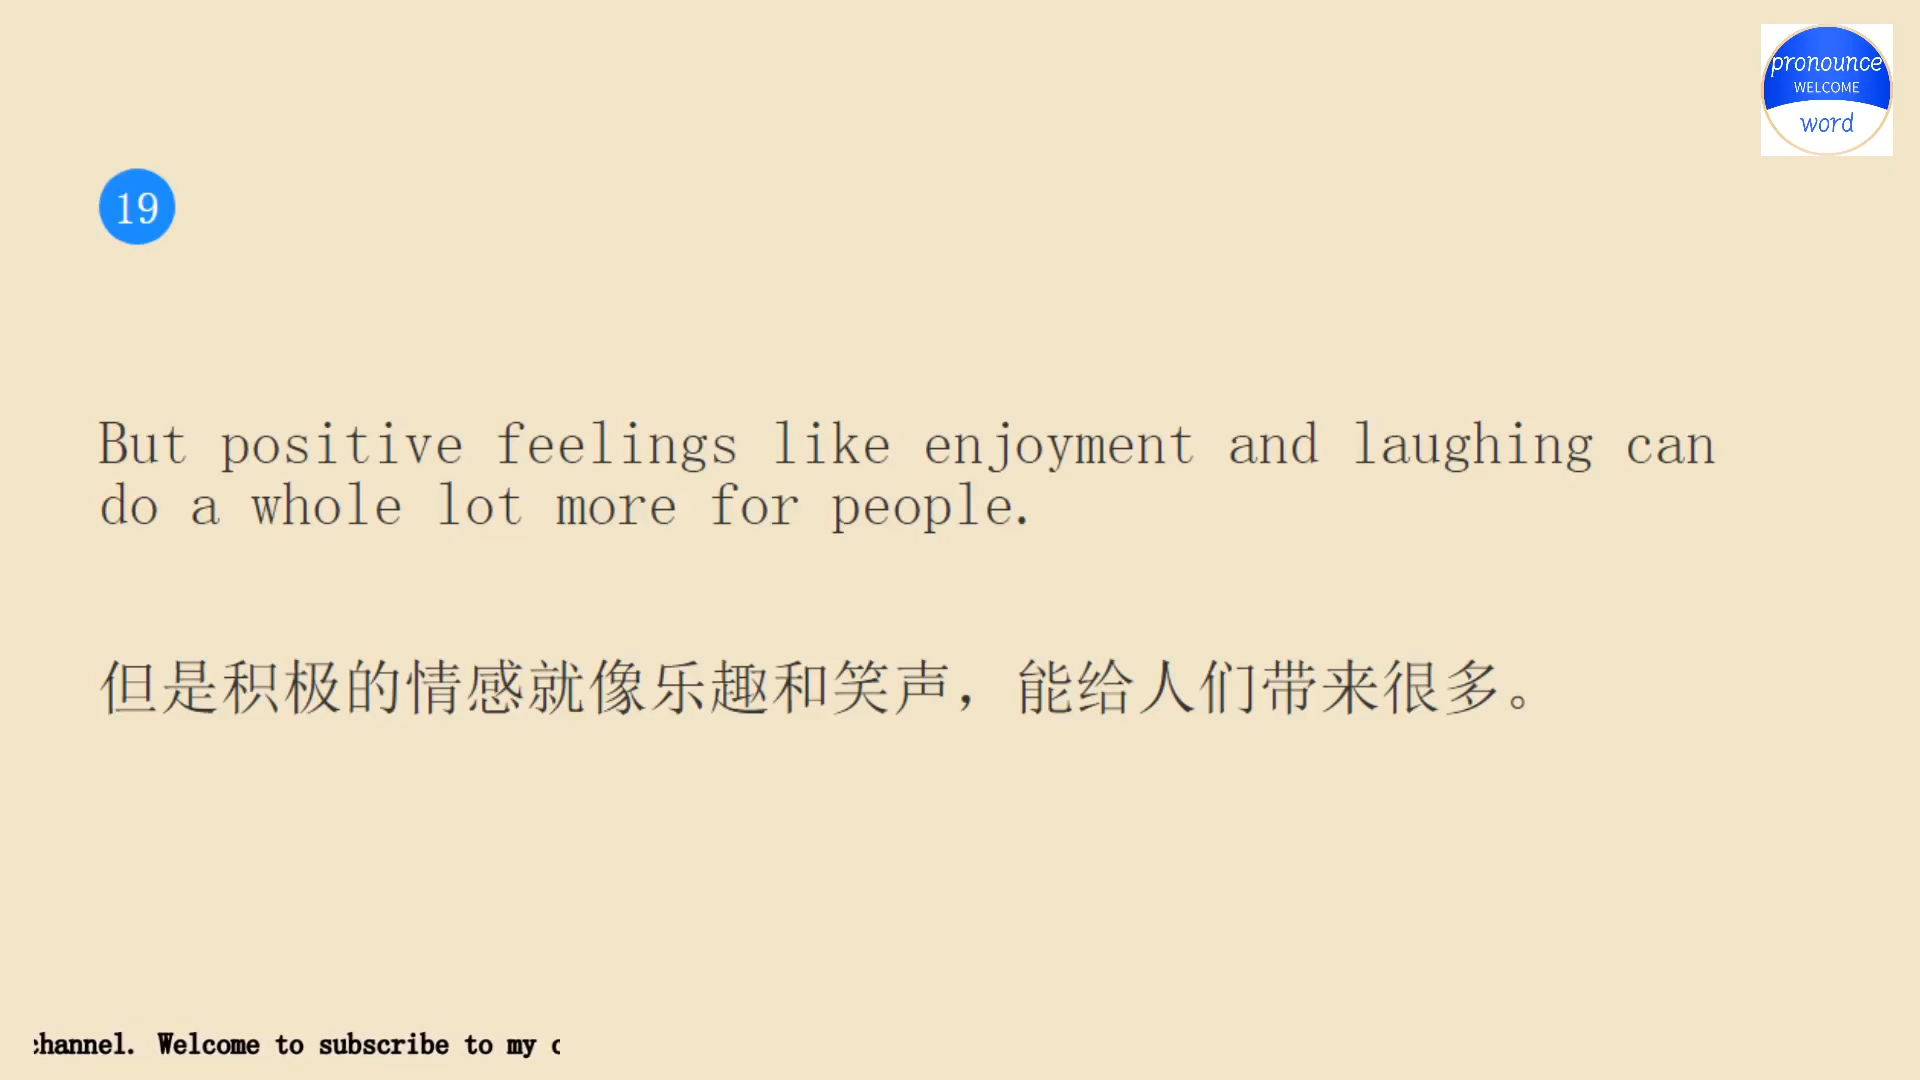 pronounce
WELCOME
word
19
But positive feelings like enjoyment and laughing can
do a whole lot more for people.
但是积极的情感就像乐趣和笑声，能给人们带来很多。
channel. Welcome to subscribe to my c